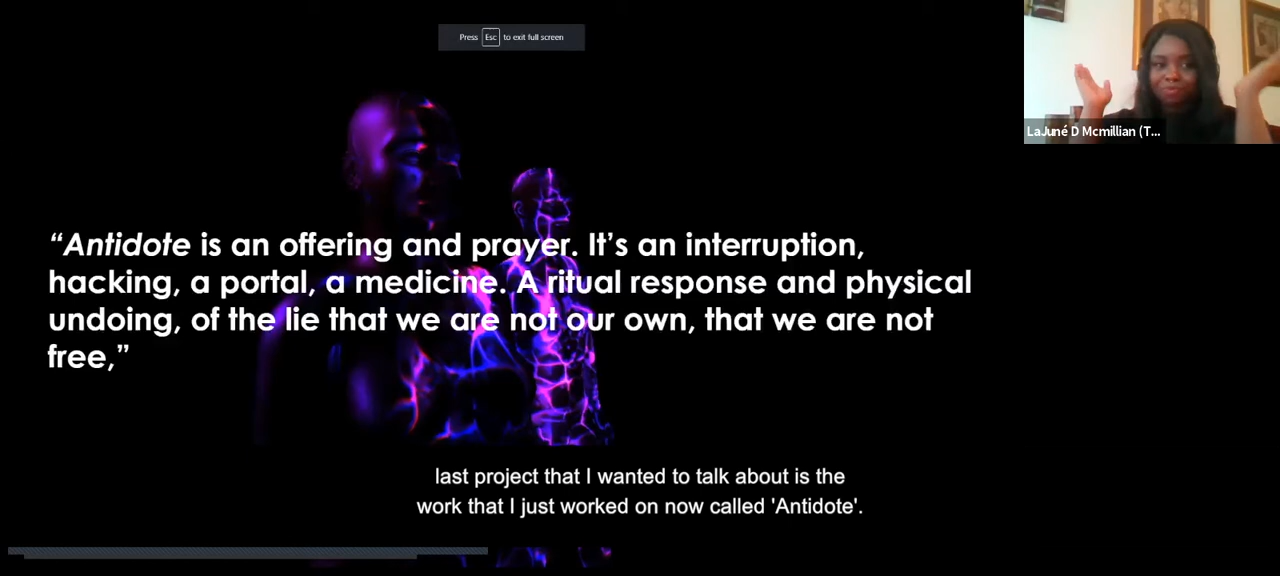 Press Esc to exit full screen
LaJuné D Mcmillian (T...
“Antidote is an offering and prayer. It’s an interruption,
hacking, a portal, a medicine. A ritual response and physical
undoing, of the lie that we are not our own, that we are not
free,”
last project that I wanted to talk about is the
work that I just worked on now called 'Antidote'.